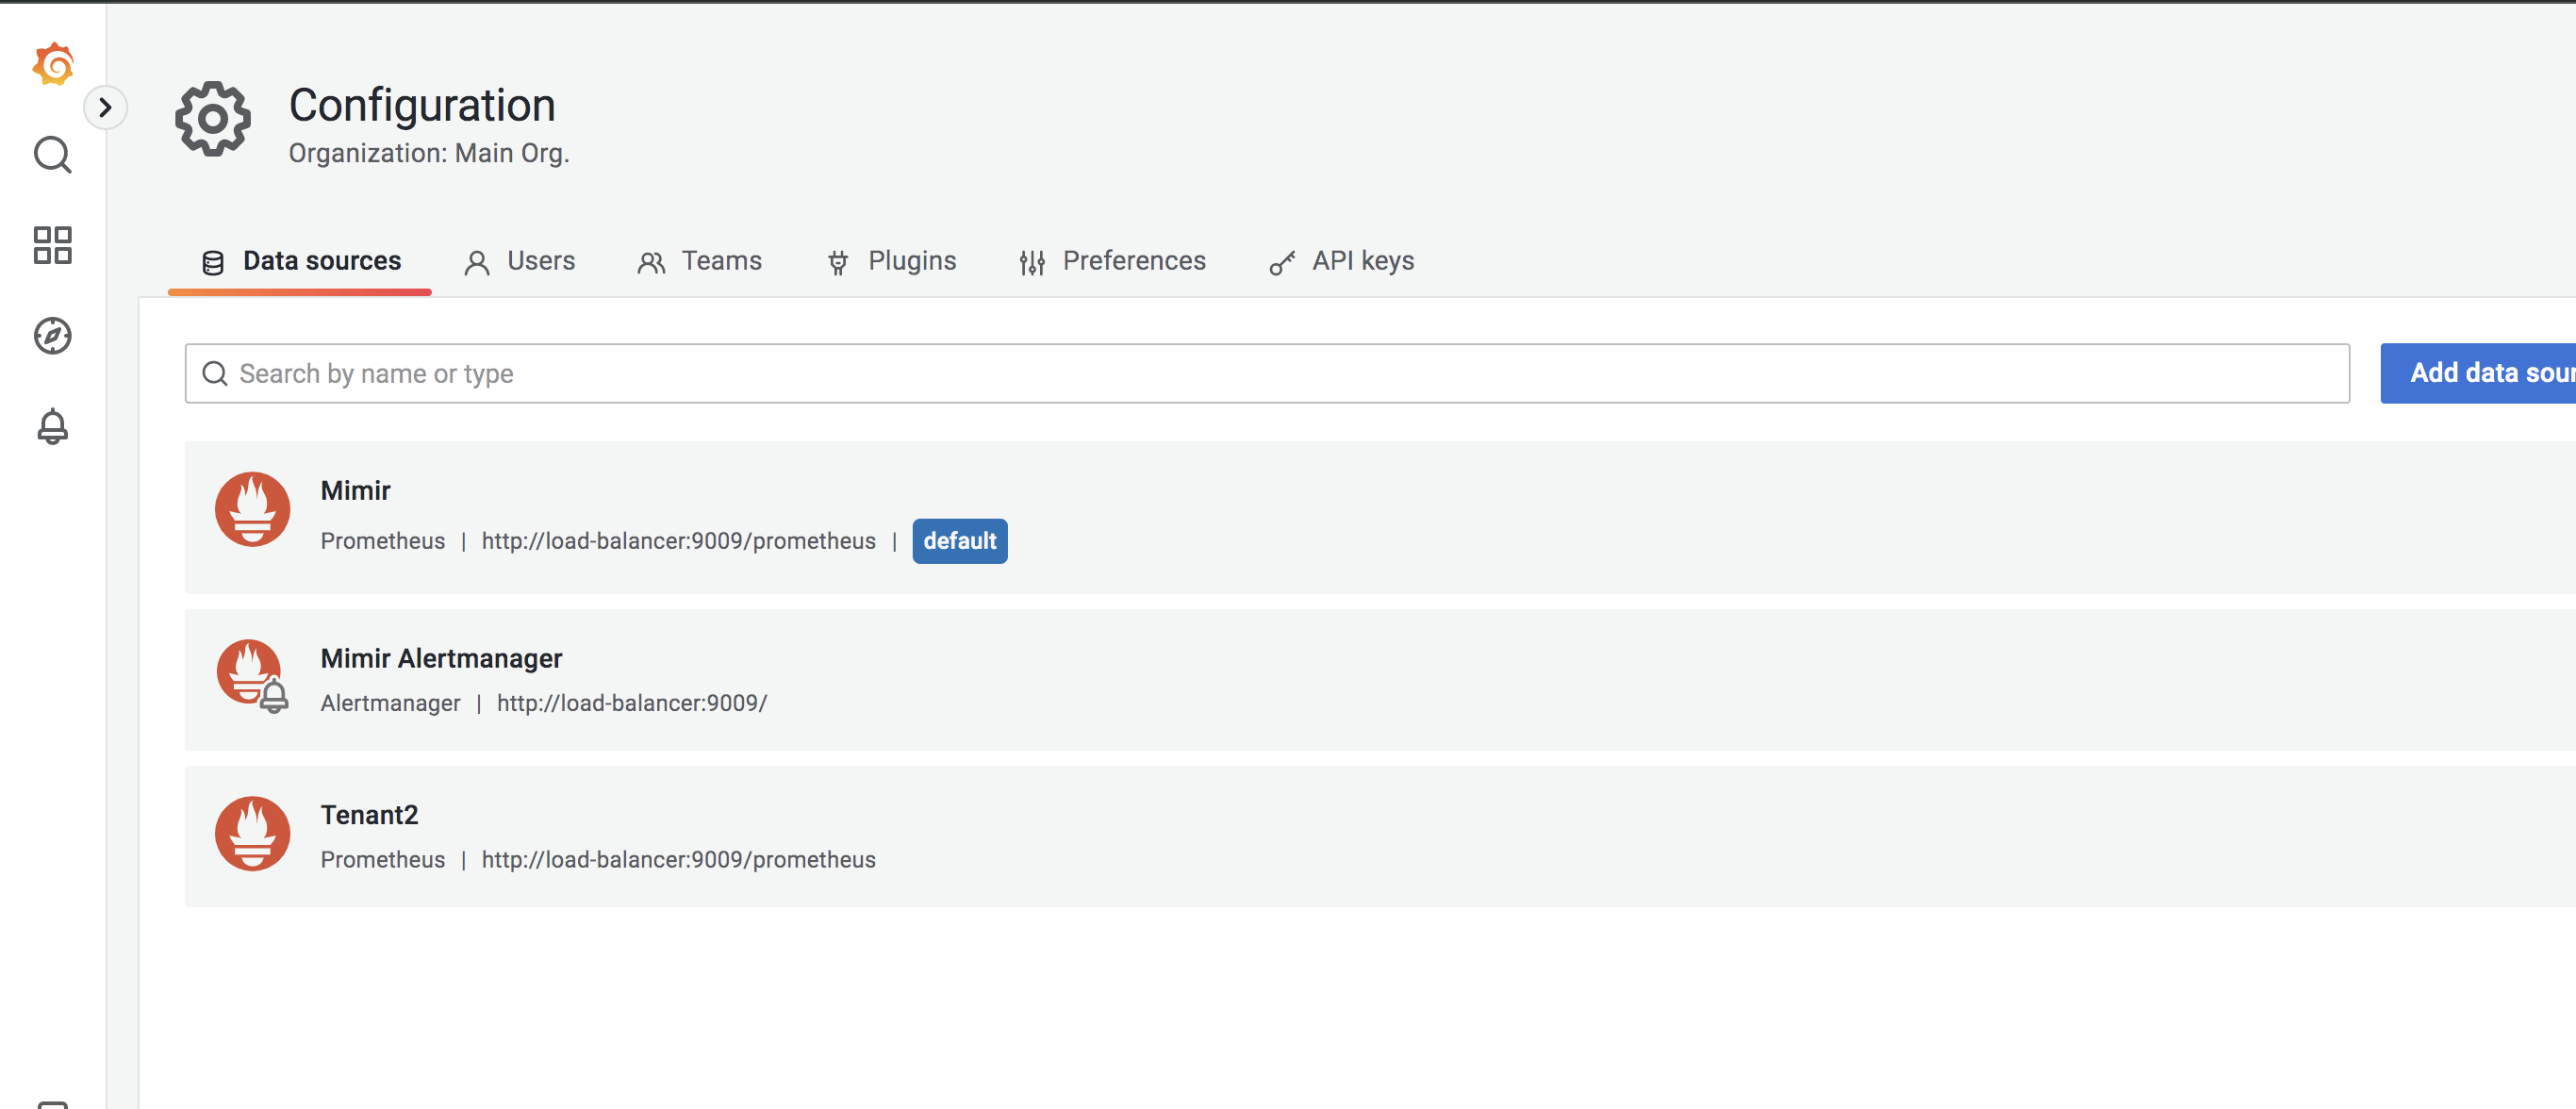 Configuration
Organization: Main Org.
Data sources Users Teams Plugins Preferences API keys
Search by name or type
Add data sour
Mimir
Prometheus | http://load-balancer:9009/prometheus | default
Mimir Alertmanager
Alertmanager | http://load-balancer:9009/
Tenant2
Prometheus | http://load-balancer:9009/prometheus